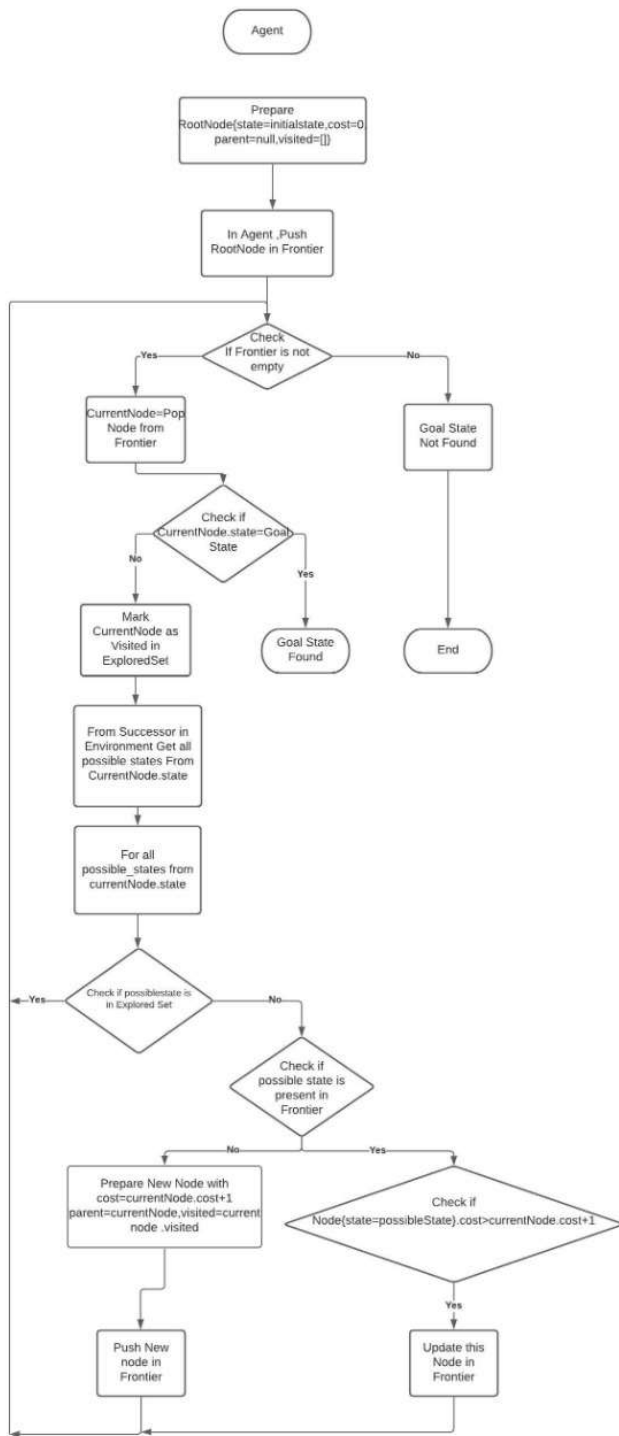 Agent
Prepare
RootNode{state=initialstate,cost=0,
parent=null,visited=[]}
In Agent ,Push
RootNode in Frontier
Check
If Frontier is not
empty
Yes
No
CurrentNode=Pop
Node from
Frontier
Goal State
Not Found
Check if
CurrentNode.state=Goal
State
No
Yes
Mark
CurrentNode as
Visited in
ExploredSet
Goal State
Found
End
From Successor in
Environment Get all
possible states From
CurrentNode.state
For all
possible_states from
currentNode.state
Check if possiblestate is
in Explored Set
Yes
No
Check if
possible state is
present in
Frontier
No
Yes
Prepare New Node with
cost=currentNode.cost+1
parent=currentNode,visited=current
node .visited
Check if
Node{state=possibleState}.cost>currentNode.cost+1
Yes
Push New
node in
Frontier
Update this
Node in
Frontier